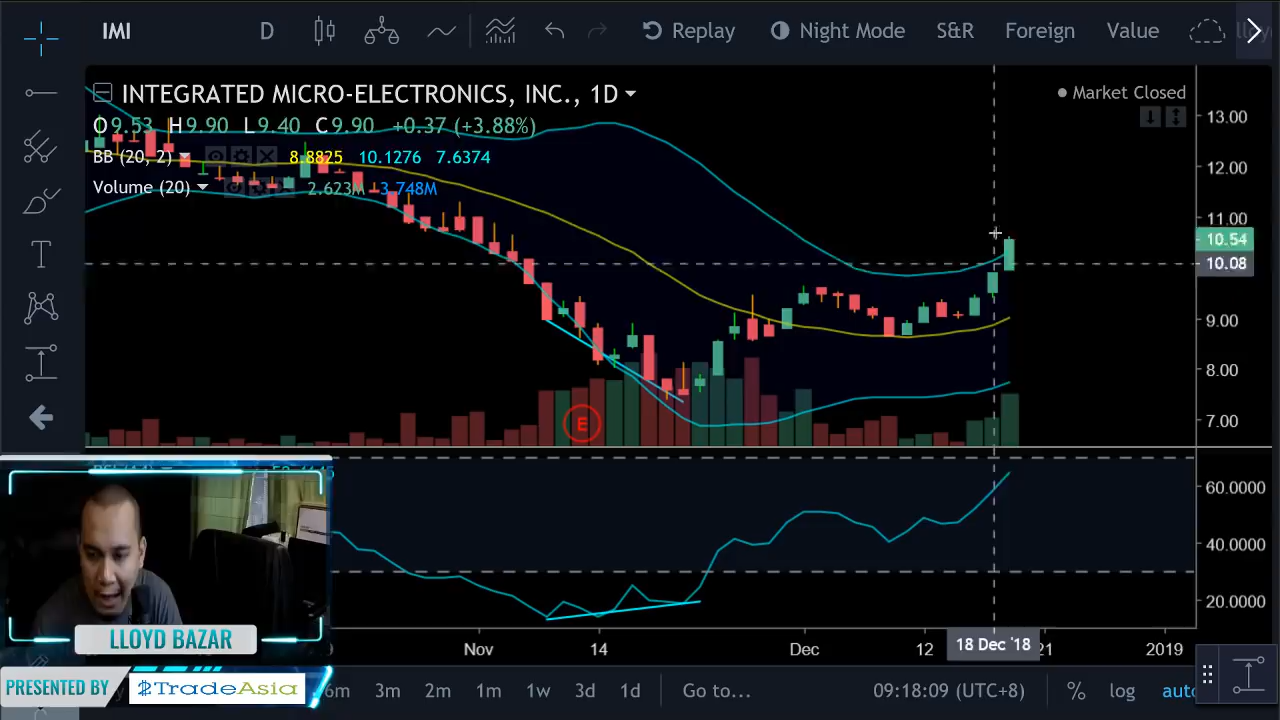 IMI D Replay Night Mode S&R Foreign Value
INTEGRATED MICRO-ELECTRONICS, INC., 1D
Market Closed
O9.53 H9.90 L9.40 C9.90 +0.37 (+3.88%)
BB (20, 2) 8.8825 10.1276 7.6374
Volume (20) 2.623M 3.748M
13.00
12.00
11.00
10.54
10.08
9.00
8.00
7.00
E
60.0000
40.0000
20.0000
LLOYD BAZAR
Nov 14 Dec 12 18 Dec '18 21 2019
PRESENTED BY TradeAsia
6m 3m 2m 1m 1w 3d 1d Go to... 09:18:09 (UTC+8) % log auto